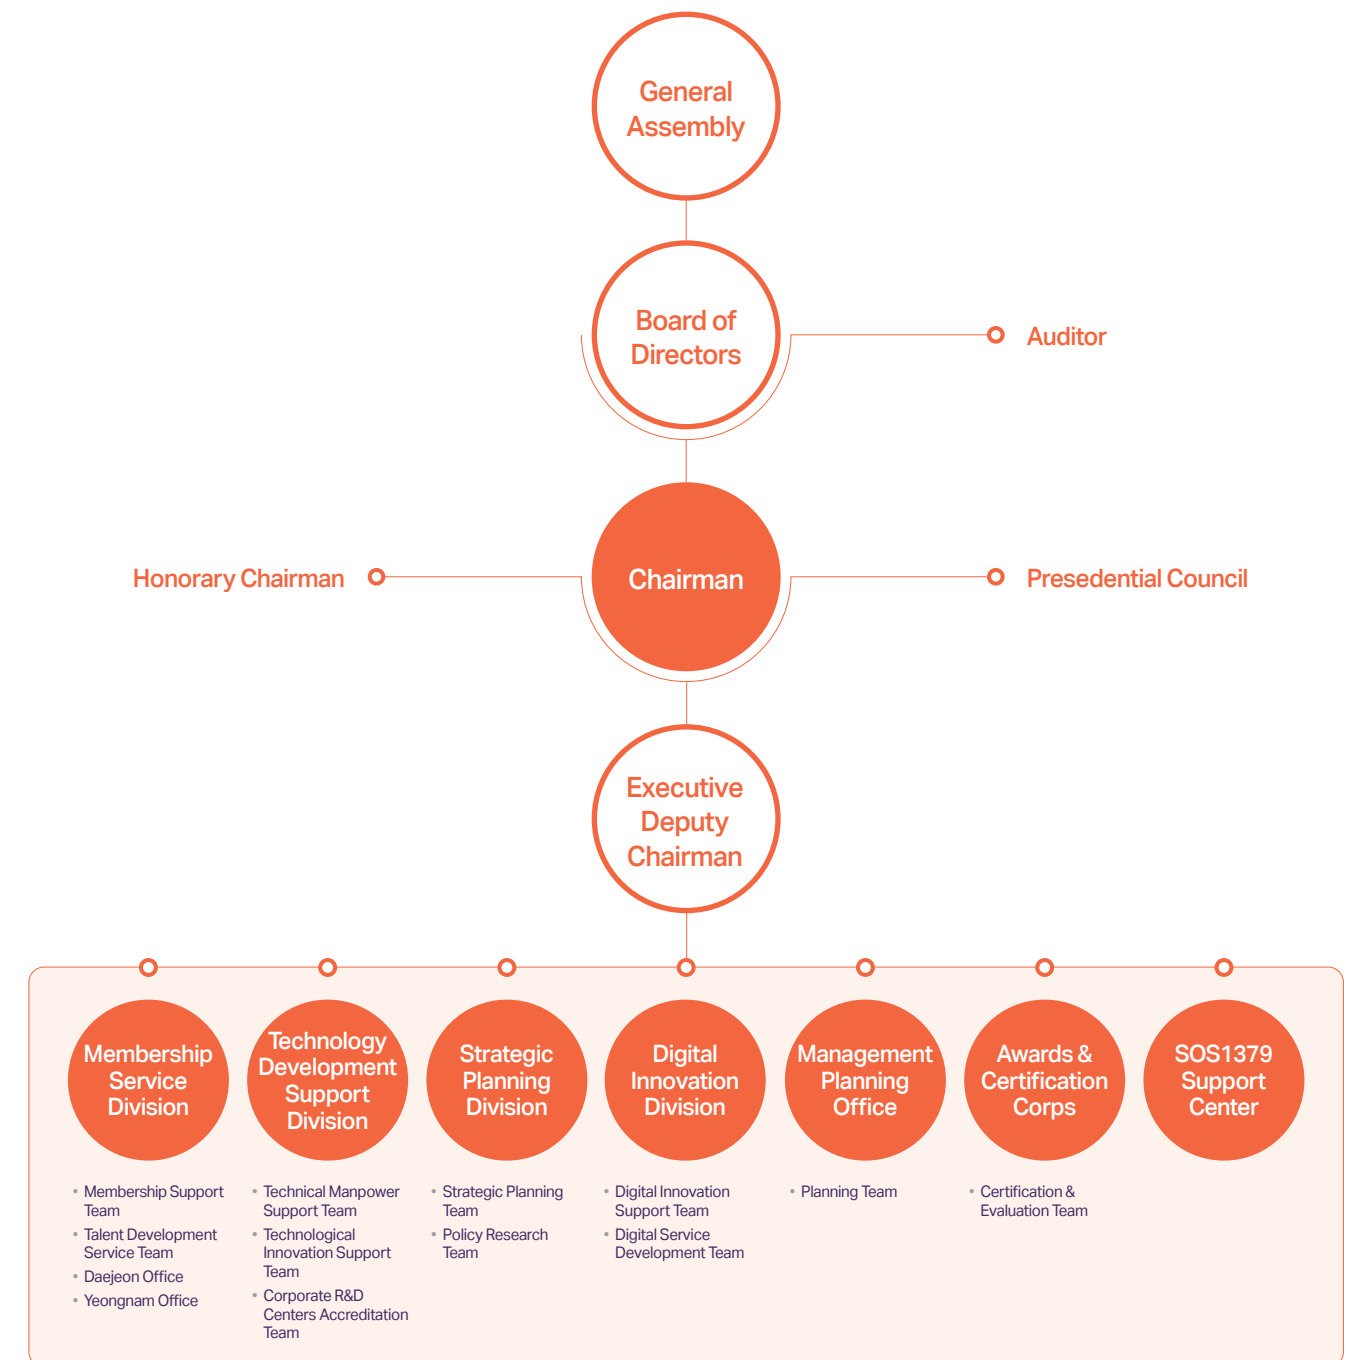 General
Assembly
Board of
Directors
Auditor
Honorary Chairman
Chairman
Presedential Council
Executive
Deputy
Chairman
Membership
Service
Division
Technology
Development
Support
Division
Strategic
Planning
Division
Digital
Innovation
Division
Management
Planning
Office
Awards &
Certification
Corps
SOS1379
Support
Center
• Membership Support
Team
• Talent Development
Service Team
• Daejeon Office
• Yeongnam Office
• Technical Manpower
Support Team
• Technological
Innovation Support
Team
• Corporate R&D
Centers Accreditation
Team
• Strategic Planning
Team
• Policy Research
Team
• Digital Innovation
Support Team
• Digital Service
Development Team
• Planning Team
• Certification &
Evaluation Team